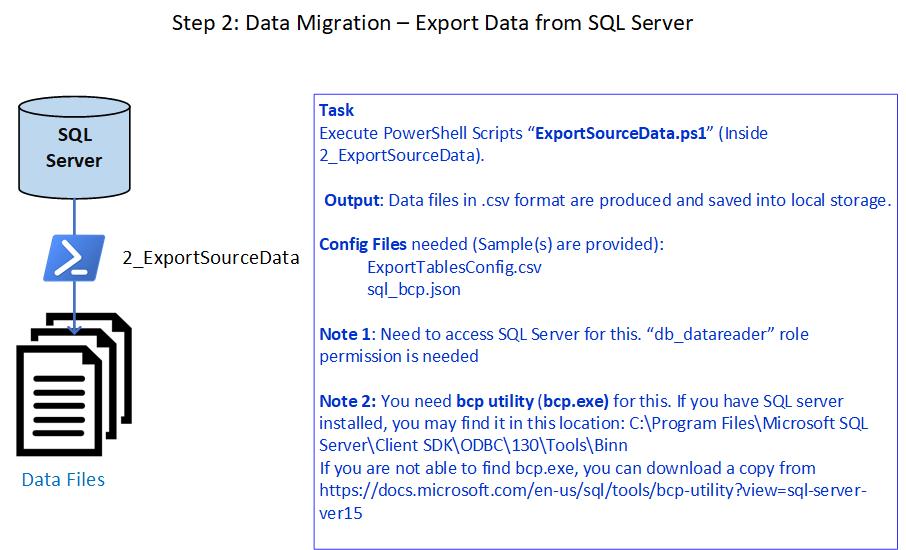 Step 2: Data Migration – Export Data from SQL Server
SQL
Server
2_ExportSourceData
Data Files
Task
Execute PowerShell Scripts “ExportSourceData.ps1” (Inside
2_ExportSourceData).
Output: Data files in .csv format are produced and saved into local storage.
Config Files needed (Sample(s) are provided):
ExportTablesConfig.csv
sql_bcp.json
Note 1: Need to access SQL Server for this. “db_datareader” role
permission is needed
Note 2: You need bcp utility (bcp.exe) for this. If you have SQL server
installed, you may find it in this location: C:\Program Files\Microsoft SQL
Server\Client SDK\ODBC\130\Tools\Binn
If you are not able to find bcp.exe, you can download a copy from
https://docs.microsoft.com/en-us/sql/tools/bcp-utility?view=sql-server-
ver15